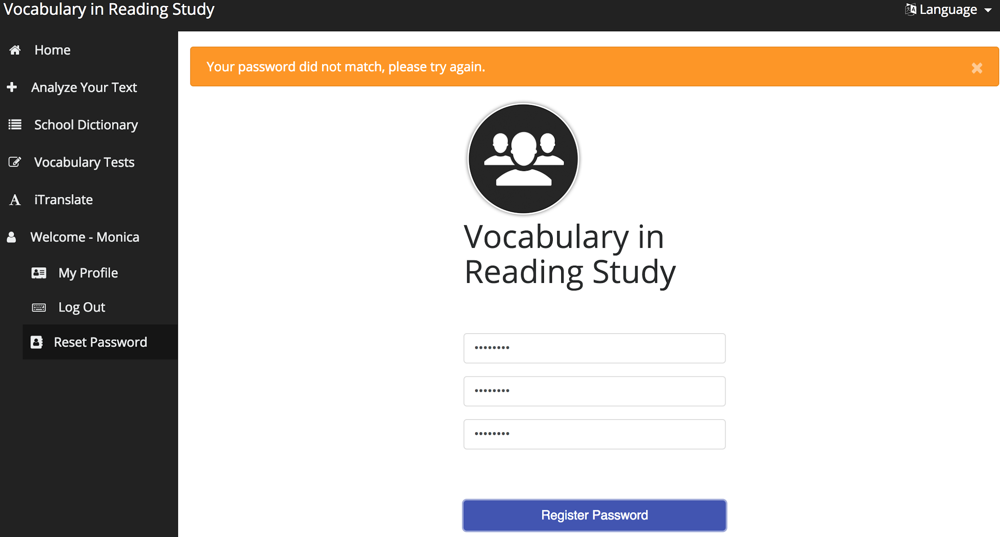 Vocabulary in Reading Study
Language
Home
Analyze Your Text
School Dictionary
Vocabulary Tests
iTranslate
Welcome - Monica
My Profile
Log Out
Reset Password
Your password did not match, please try again.
Vocabulary in
Reading Study
••••••••
••••••••
••••••••
Register Password